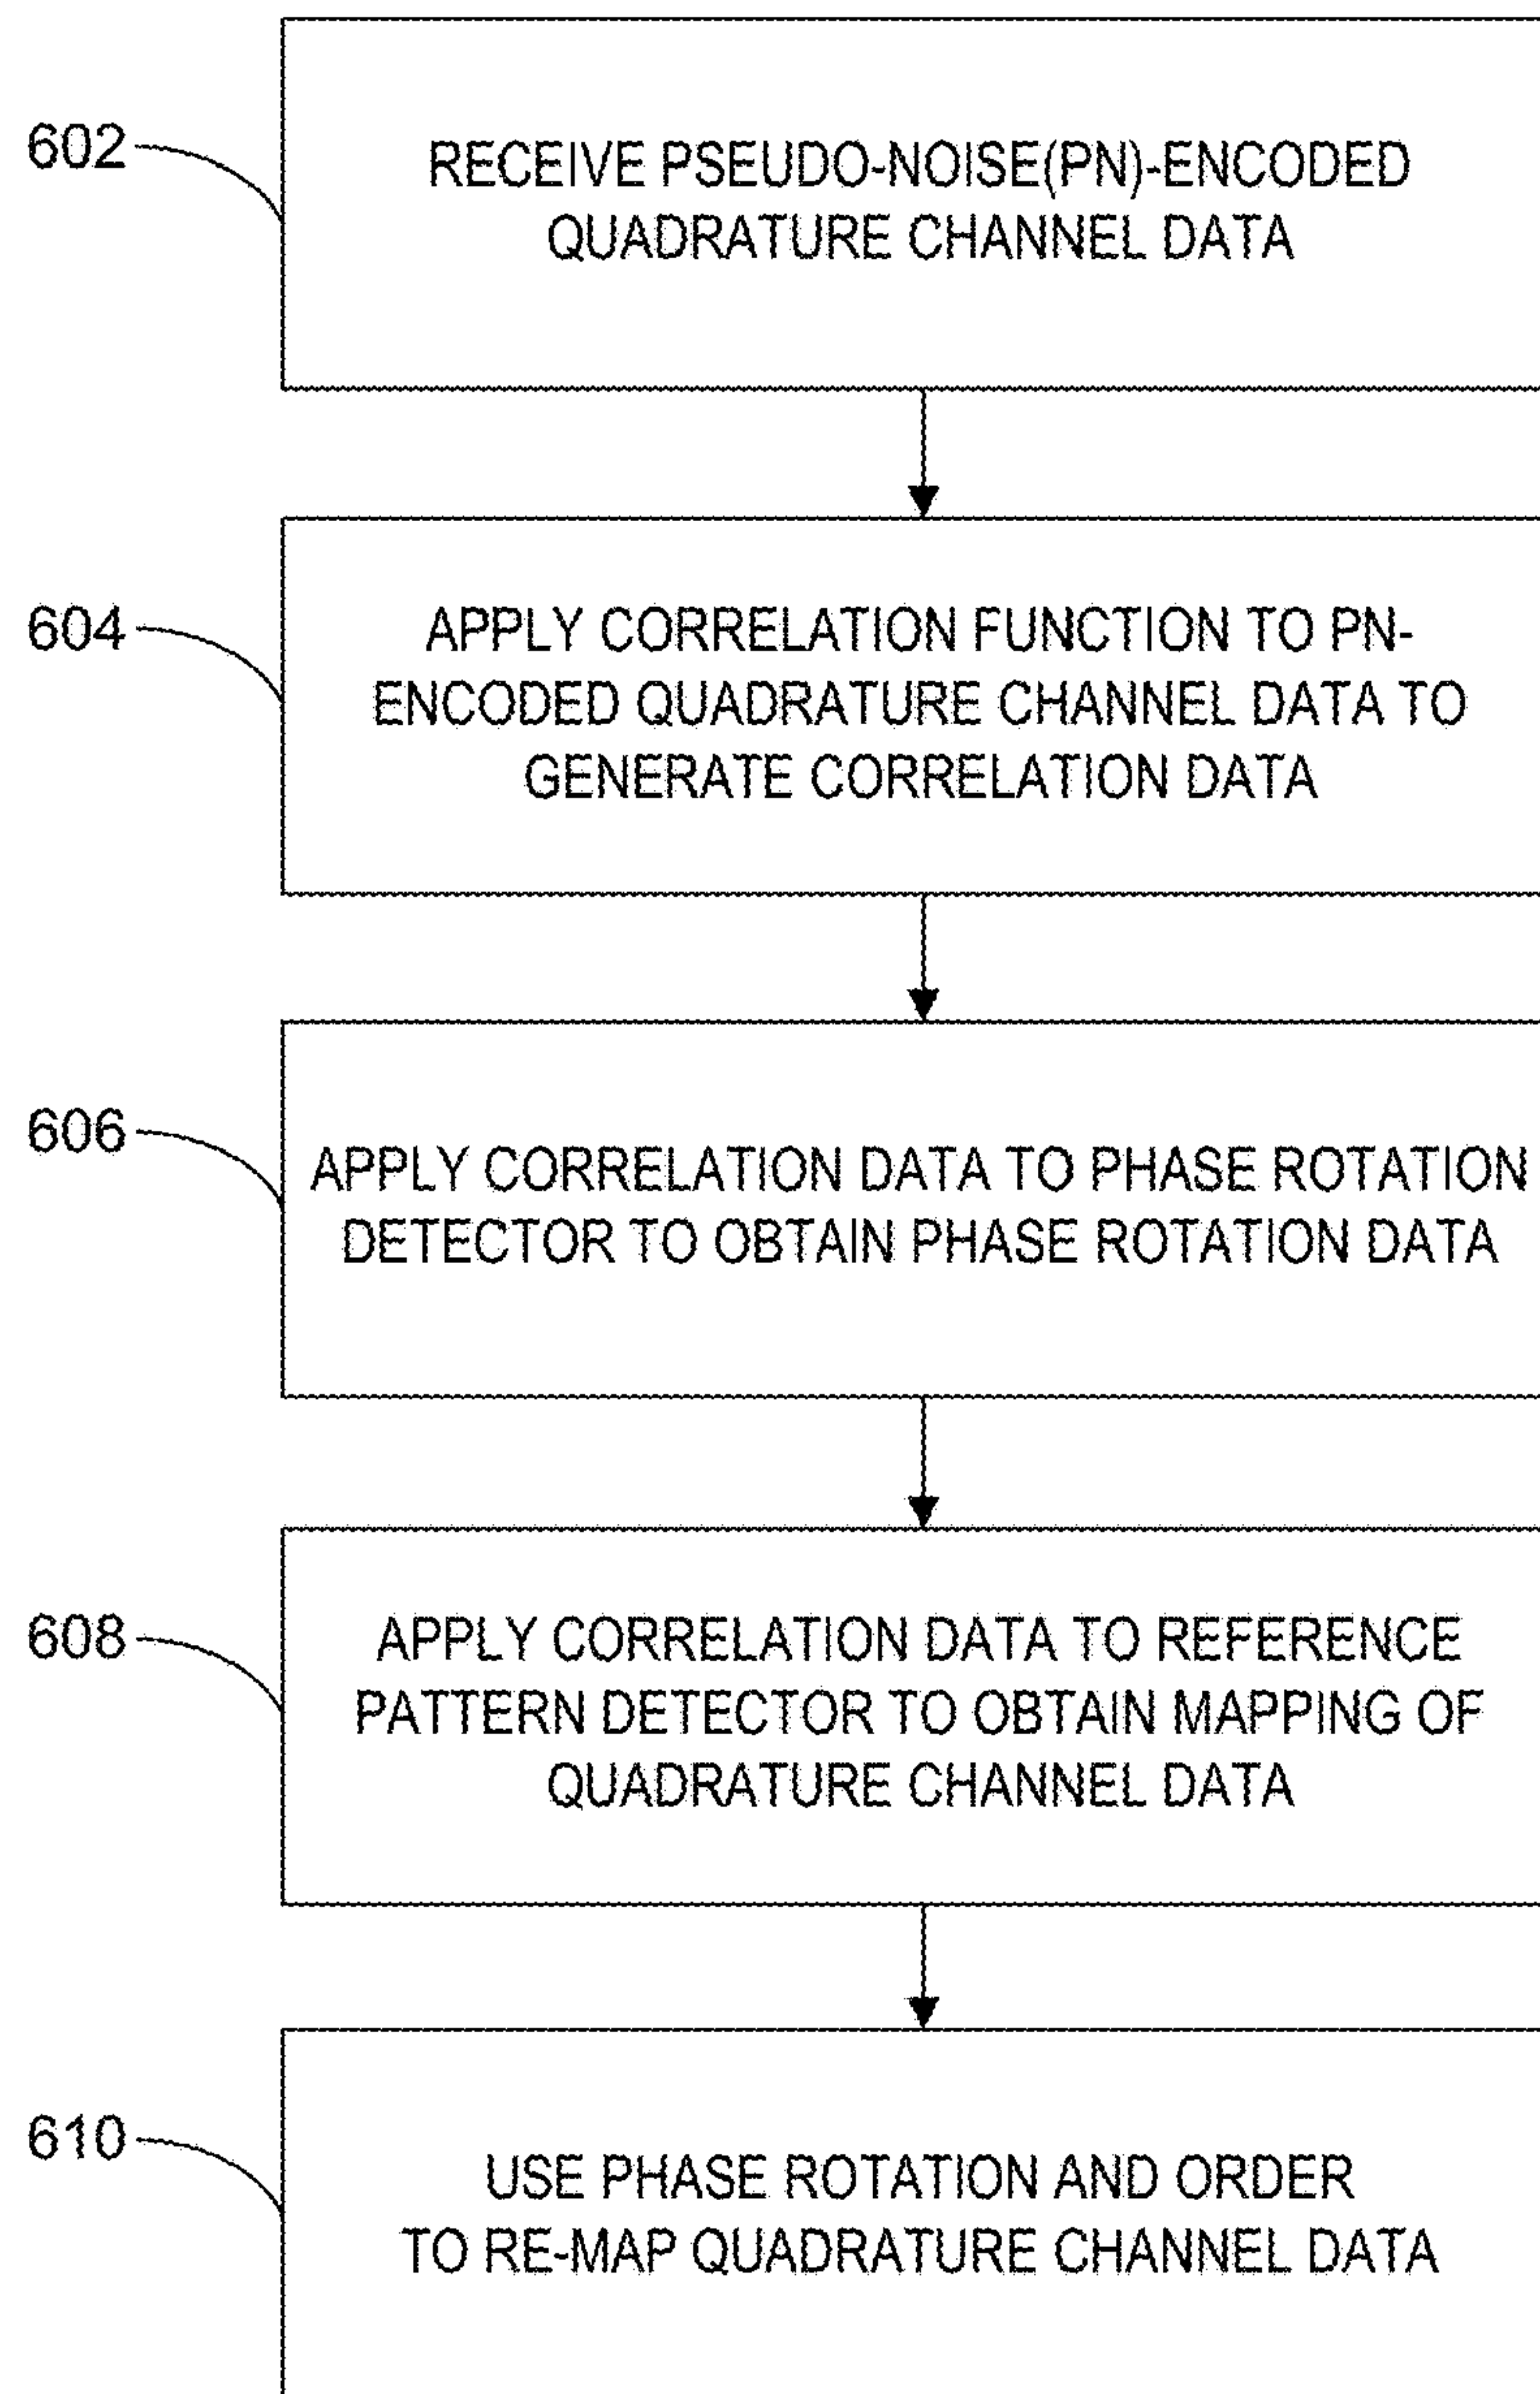 602
RECEIVE PSEUDO-NOISE(PN)-ENCODED
QUADRATURE CHANNEL DATA
604
APPLY CORRELATION FUNCTION TO PN-
ENCODED QUADRATURE CHANNEL DATA TO
GENERATE CORRELATION DATA
606
APPLY CORRELATION DATA TO PHASE ROTATION
DETECTOR TO OBTAIN PHASE ROTATION DATA
608
APPLY CORRELATION DATA TO REFERENCE
PATTERN DETECTOR TO OBTAIN MAPPING OF
QUADRATURE CHANNEL DATA
610
USE PHASE ROTATION AND ORDER
TO RE-MAP QUADRATURE CHANNEL DATA